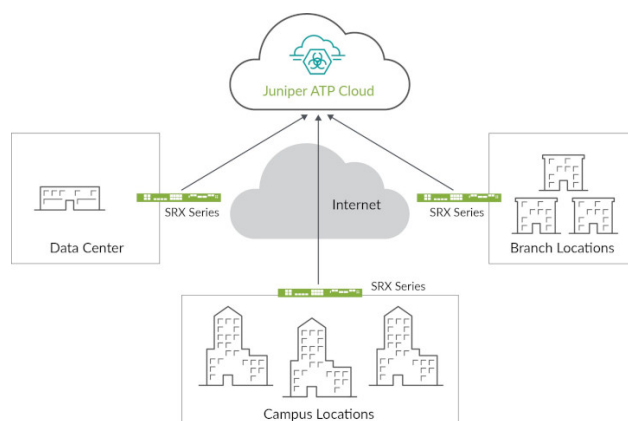 Juniper ATP Cloud
Internet
SRX Series
SRX Series
Data Center
Branch Locations
SRX Series
Campus Locations